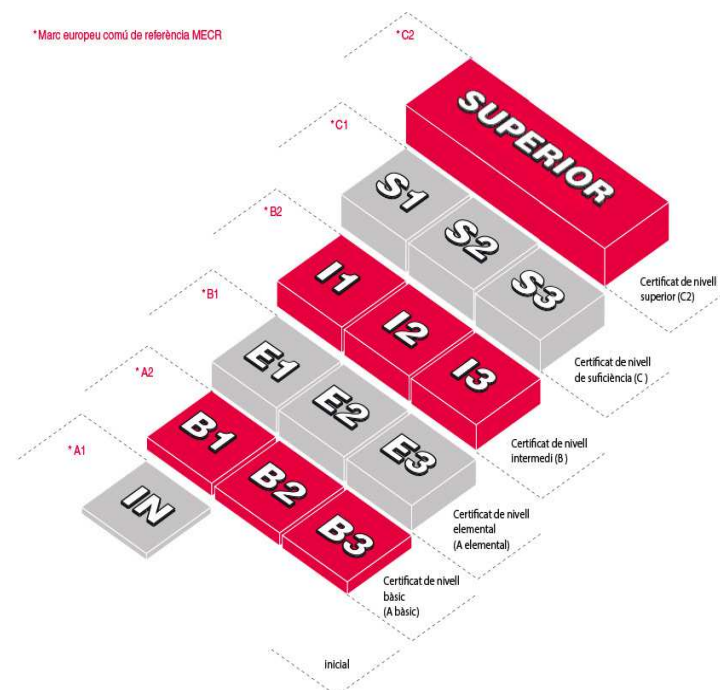 *Marc europeu comú de referència MECR
*C2
SUPERIOR
*C1
S1
S2
S3
Certificat de nivell
superior (C2)
*B2
I1
I2
I3
Certificat de nivell
de suficiència (C )
*B1
E1
E2
E3
Certificat de nivell
intermedi (B )
*A2
B1
B2
B3
Certificat de nivell
elemental
(A elemental)
*A1
IN
Certificat de nivell
bàsic
(A bàsic)
inicial